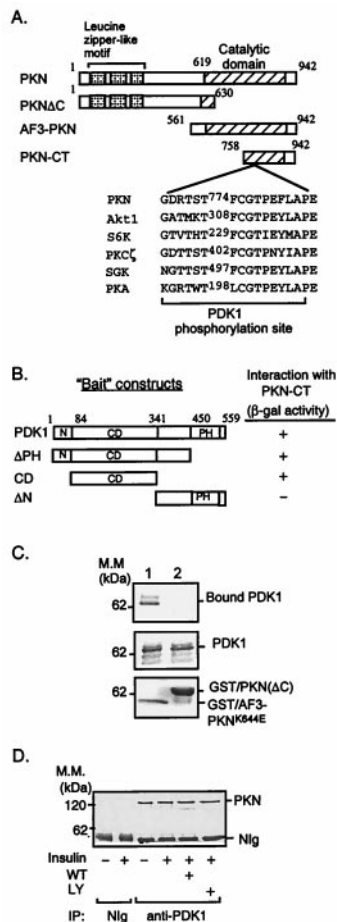 A.
Leucine
zipper-like
motif
Catalytic
domain
1 619 942
PKN
1 630
PKNΔC
561 942
AF3-PKN
758 942
PKN-CT
PKN GDRTST774FCGTPEFLAPE
Akt1 GATMKT308FCGTPEYLAPE
S6K GTVTHT229FCGTIEYMAPE
PKCζ GDTTST402FCGTPNYIAPE
SGK NGTTST497FCGTPEYLAPE
PKA KGRTWT198LCGTPEYLAPE
PDK1
phosphorylation site
B.
"Bait" constructs
Interaction with
PKN-CT
(β-gal activity)
1 84 341 450 559
PDK1 N CD PH +
ΔPH N CD +
CD CD +
ΔN PH –
C.
M.M
(kDa)
1 2
62 Bound PDK1
62 PDK1
62 GST/PKN(ΔC)
GST/AF3-
PKNK644E
D.
M.M.
(kDa)
120 PKN
62 NIg
Insulin – + – + + +
WT +
LY +
IP: NIg anti-PDK1